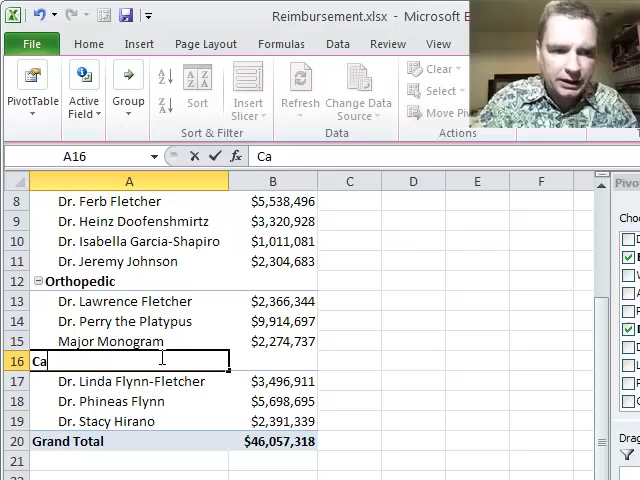 Reimbursement.xlsx - Microsoft E
File Home Insert Page Layout Formulas Data Review View
PivotTable Active Field Group Sort Insert Slicer Refresh Change Data Source Clear Select Move Pivo
Sort & Filter Data Actions
A16 fx Ca
A B C D E F Pivo
8 Dr. Ferb Fletcher $5,538,496 Choo
9 Dr. Heinz Doofenshmirtz $3,320,928
10 Dr. Isabella Garcia-Shapiro $1,011,081
11 Dr. Jeremy Johnson $2,304,683
12 Orthopedic
13 Dr. Lawrence Fletcher $2,366,344
14 Dr. Perry the Platypus $9,914,697
15 Major Monogram $2,274,737
16 Ca
17 Dr. Linda Flynn-Fletcher $3,496,911
18 Dr. Phineas Flynn $5,698,695
19 Dr. Stacy Hirano $2,391,339
20 Grand Total $46,057,318 Drag
21
22